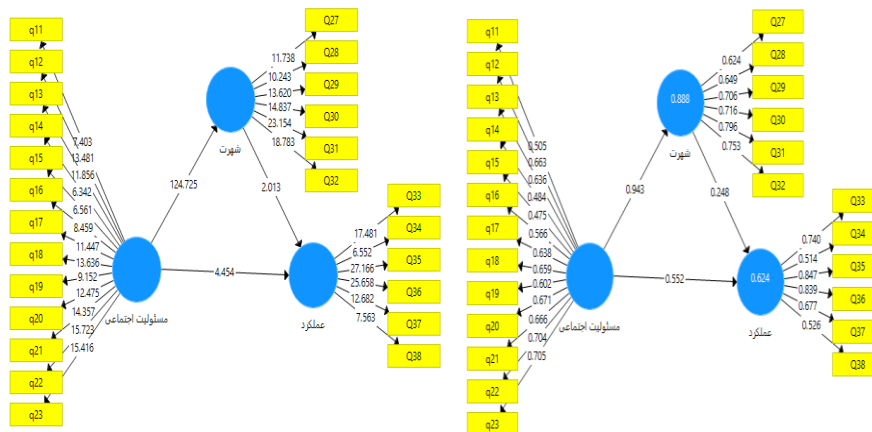 q11
q12
q13
q14
q15
q16
q17
q18
q19
q20
q21
q22
q23
7.403
13.481
11.856
6.342
6.561
8.459
11.447
13.636
9.152
12.475
14.357
15.723
15.416
مسئولیت اجتماعی
124.725
4.454
شهرت
2.013
11.738
10.243
13.620
14.837
23.154
18.783
Q27
Q28
Q29
Q30
Q31
Q32
عملکرد
17.481
6.552
27.166
25.658
12.682
7.563
Q33
Q34
Q35
Q36
Q37
Q38
q11
q12
q13
q14
q15
q16
q17
q18
q19
q20
q21
q22
q23
0.505
0.663
0.636
0.484
0.475
0.566
0.638
0.659
0.602
0.671
0.666
0.704
0.705
مسئولیت اجتماعی
0.943
0.552
0.888
شهرت
0.248
0.624
0.649
0.706
0.716
0.796
0.753
Q27
Q28
Q29
Q30
Q31
Q32
0.624
عملکرد
0.740
0.514
0.847
0.839
0.677
0.526
Q33
Q34
Q35
Q36
Q37
Q38